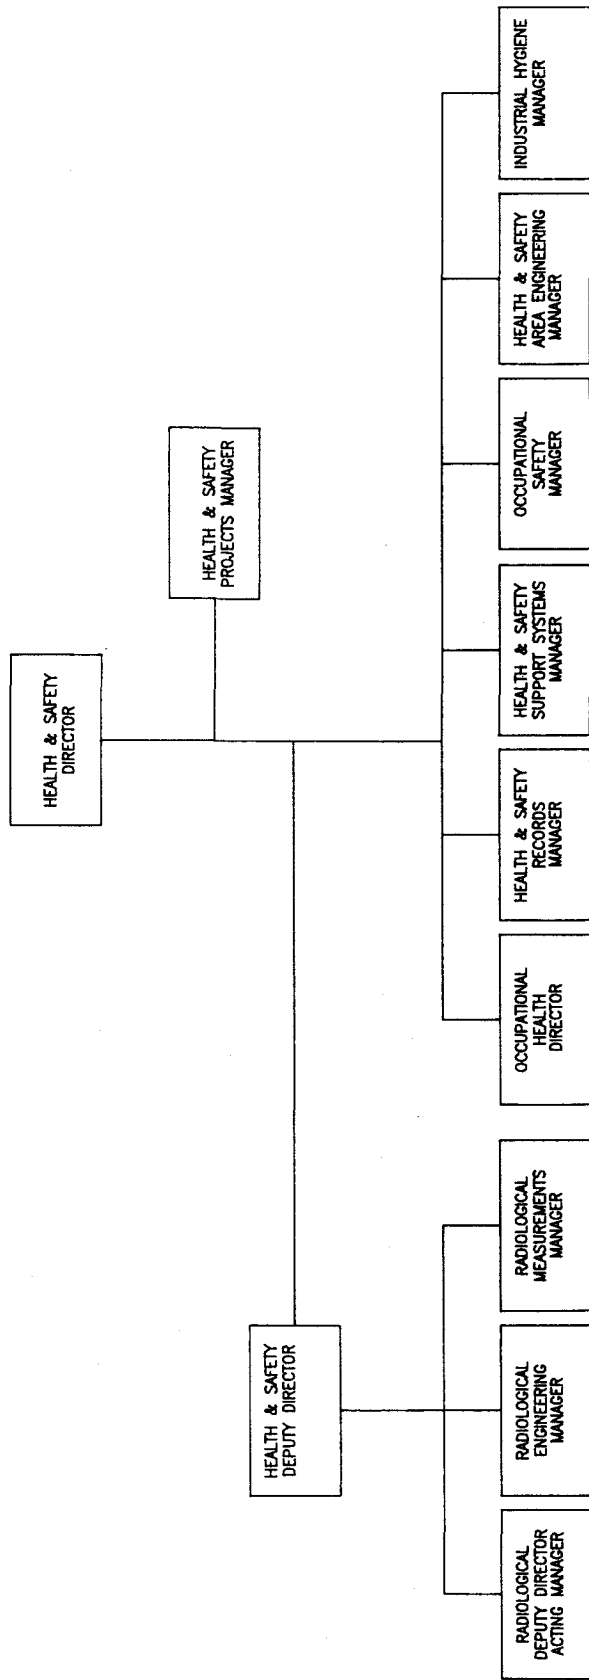 HEALTH & SAFETY
DIRECTOR
HEALTH & SAFETY
PROJECTS MANAGER
HEALTH & SAFETY
DEPUTY DIRECTOR
RADIOLOGICAL
DEPUTY DIRECTOR
ACTING MANAGER
RADIOLOGICAL
ENGINEERING
MANAGER
RADIOLOGICAL
MEASUREMENTS
MANAGER
OCCUPATIONAL
HEALTH
DIRECTOR
HEALTH & SAFETY
RECORDS
MANAGER
HEALTH & SAFETY
SUPPORT SYSTEMS
MANAGER
OCCUPATIONAL
SAFETY
MANAGER
HEALTH & SAFETY
AREA ENGINEERING
MANAGER
INDUSTRIAL HYGIENE
MANAGER